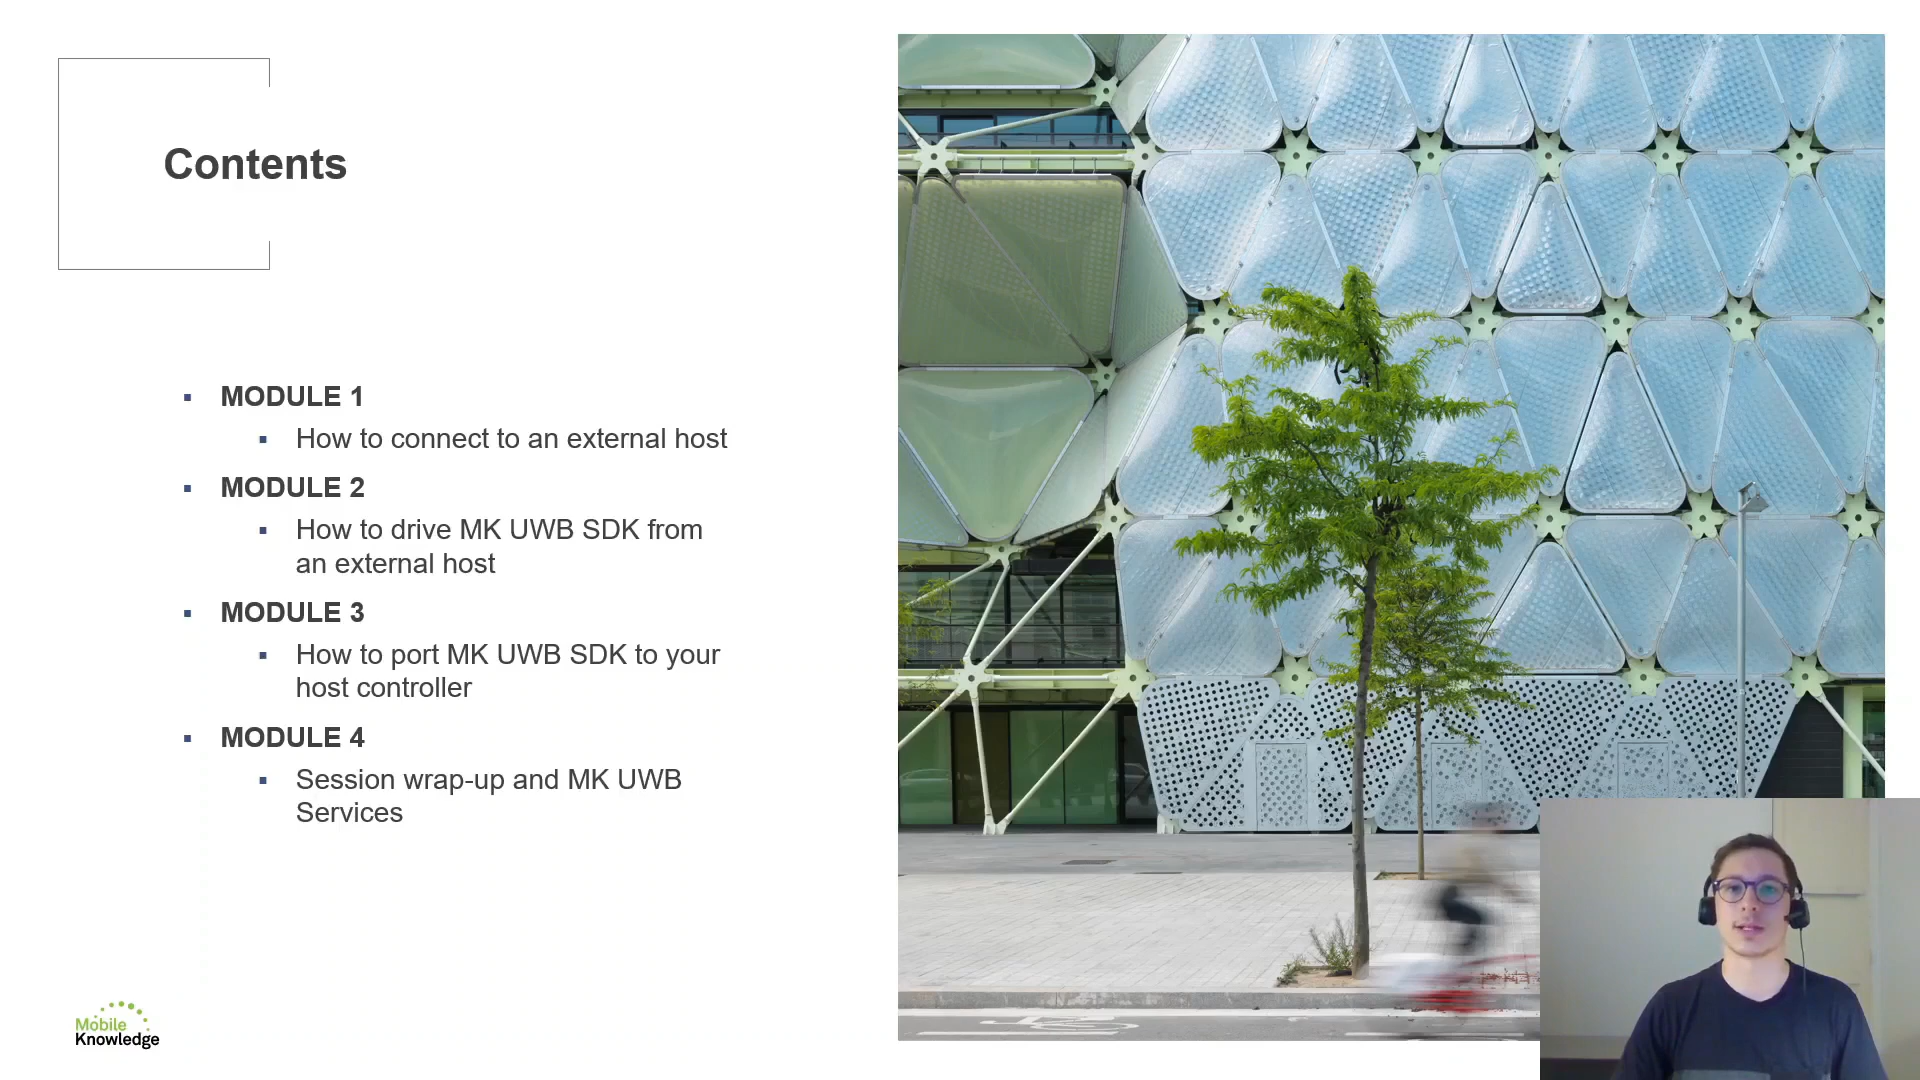 Contents
▪ MODULE 1
▪ How to connect to an external host
▪ MODULE 2
▪ How to drive MK UWB SDK from
an external host
▪ MODULE 3
▪ How to port MK UWB SDK to your
host controller
▪ MODULE 4
▪ Session wrap-up and MK UWB
Services
Mobile
Knowledge